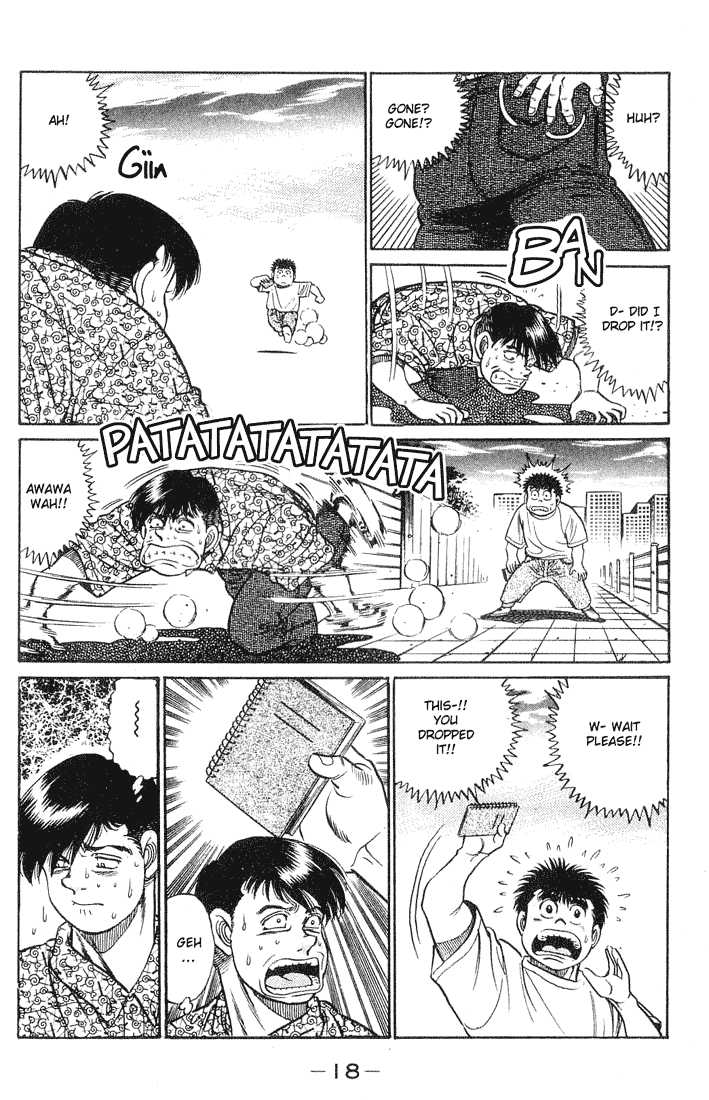 HUH?
GONE?
GONE!?
AH!
Giin
BAN
D- DID I
DROP IT!?
PATATATATATATATA
AWAWA
WAH!!
W- WAIT
PLEASE!!
THIS-!!
YOU
DROPPED
IT!!
GEH
...
-18-